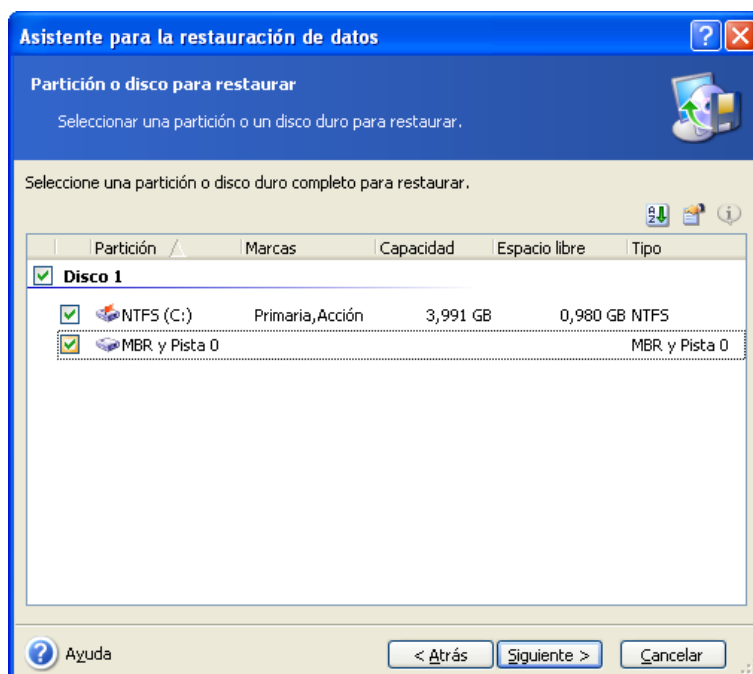 Asistente para la restauración de datos
Partición o disco para restaurar
Seleccionar una partición o un disco duro para restaurar.
Seleccione una partición o disco duro completo para restaurar.
Partición Marcas Capacidad Espacio libre Tipo
Disco 1
NTFS (C:) Primaria,Acción 3,991 GB 0,980 GB NTFS
MBR y Pista 0 MBR y Pista 0
Ayuda < Atrás Siguiente > Cancelar